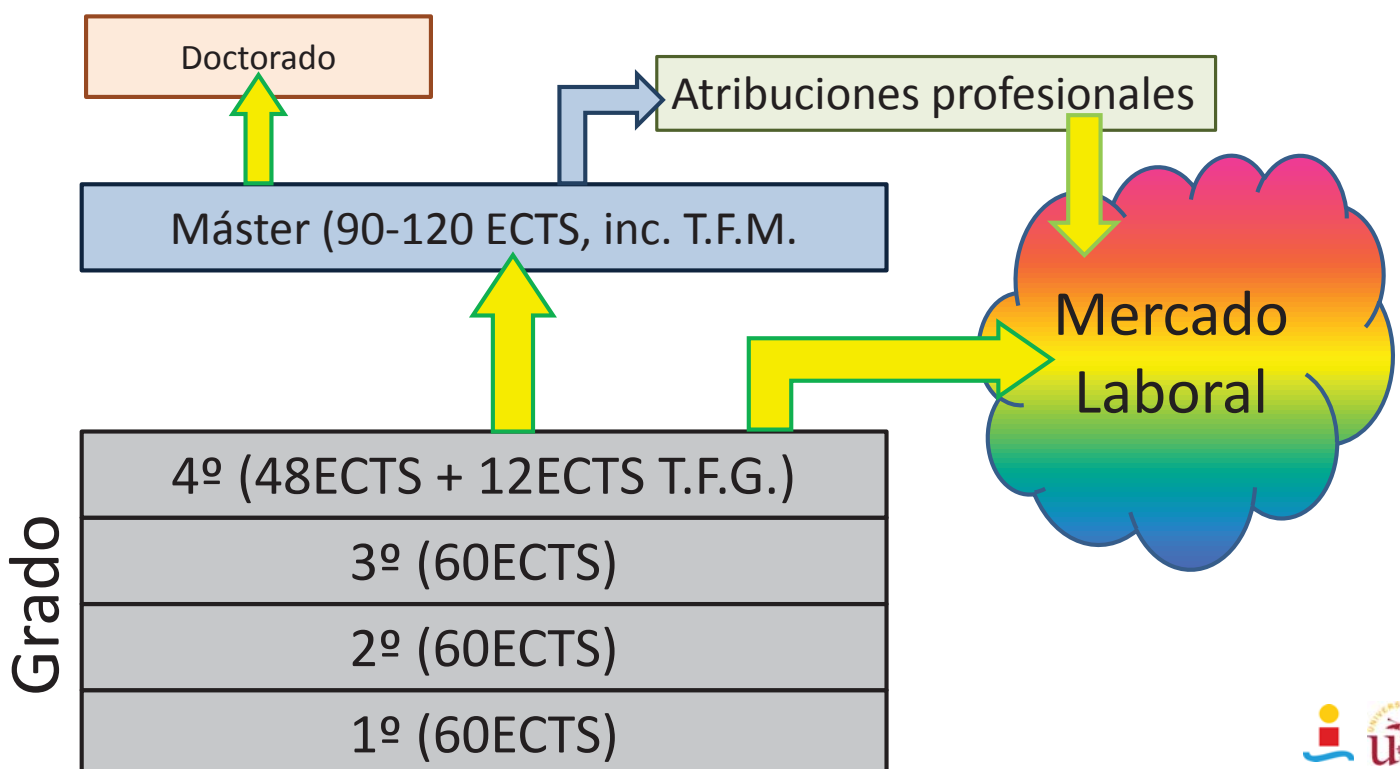 Doctorado
Atribuciones profesionales
Máster (90-120 ECTS, inc. T.F.M.
Mercado
Laboral
4º (48ECTS + 12ECTS T.F.G.)
3º (60ECTS)
2º (60ECTS)
1º (60ECTS)
Grado